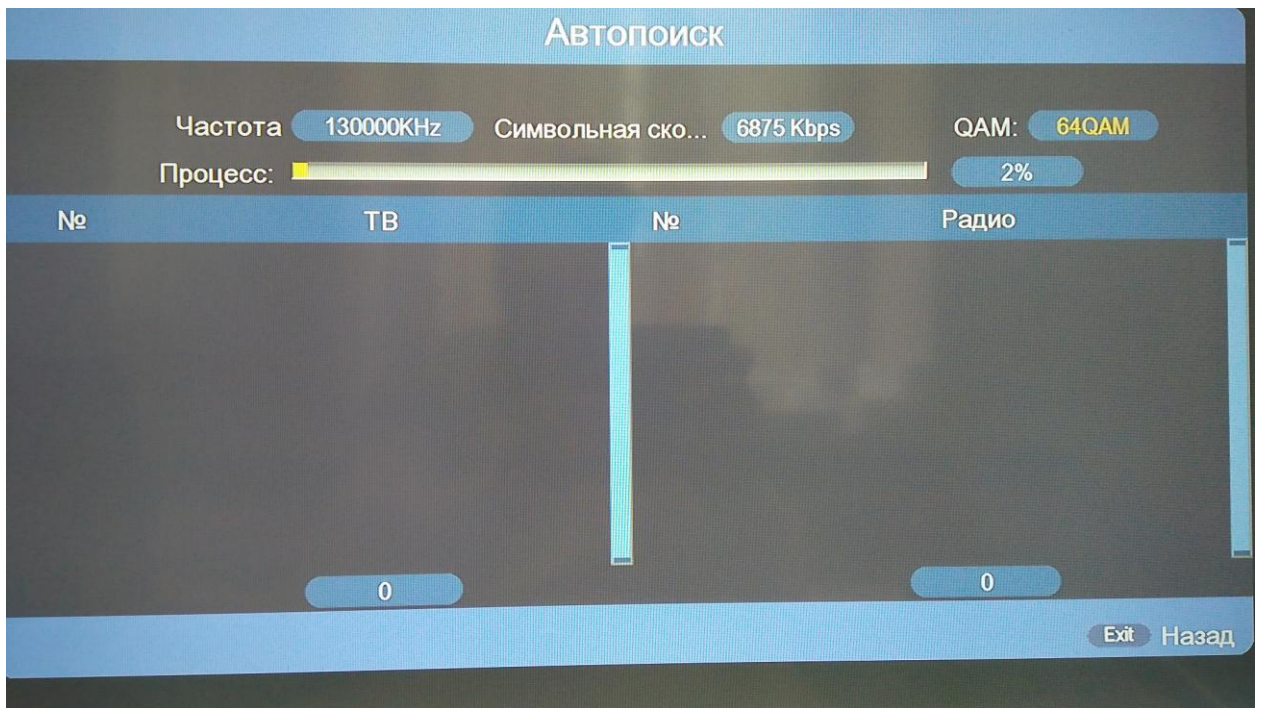 Автопоиск
Частота 130000KHz Символьная ско... 6875 Kbps QAM: 64QAM
Процесс: 2%
№ ТВ № Радио
0 0
Exit Назад